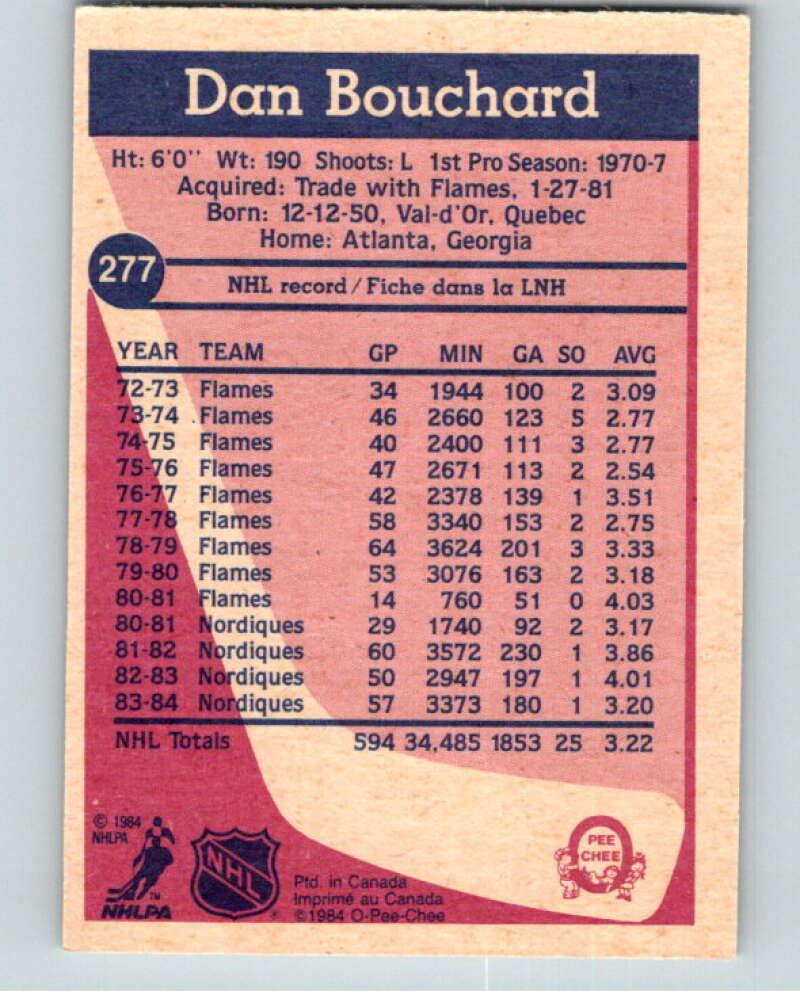 Dan Bouchard
Ht: 6'0" Wt: 190 Shoots: L 1st Pro Season: 1970-7
Acquired: Trade with Flames, 1-27-81
Born: 12-12-50, Val-d'Or, Quebec
Home: Atlanta, Georgia
277
NHL record/Fiche dans la LNH
YEAR TEAM GP MIN GA SO AVG
72-73 Flames 34 1944 100 2 3.09
73-74 Flames 46 2660 123 5 2.77
74-75 Flames 40 2400 111 3 2.77
75-76 Flames 47 2671 113 2 2.54
76-77 Flames 42 2378 139 1 3.51
77-78 Flames 58 3340 153 2 2.75
78-79 Flames 64 3624 201 3 3.33
79-80 Flames 53 3076 163 2 3.18
80-81 Flames 14 760 51 0 4.03
80-81 Nordiques 29 1740 92 2 3.17
81-82 Nordiques 60 3572 230 1 3.86
82-83 Nordiques 50 2947 197 1 4.01
83-84 Nordiques 57 3373 180 1 3.20
NHL Totals 594 34,485 1853 25 3.22
© 1984
NHLPA
TM
NHLPA
NHL
®
Ptd. in Canada
Imprimé au Canada
©1984 O-Pee-Chee
O
PEE
CHEE